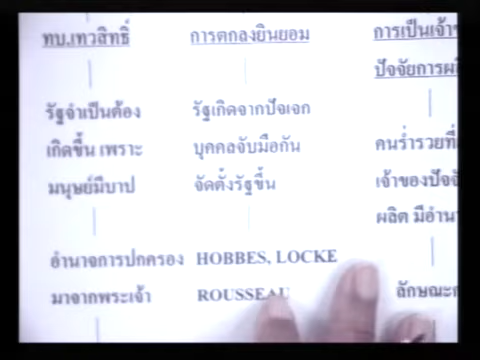 ทบ.เทวสิทธิ์
รัฐจำเป็นต้อง
เกิดขึ้น เพราะ
มนุษย์มีบาป
อำนาจการปกครอง
มาจากพระเจ้า
การตกลงยินยอม
รัฐเกิดจากปัจเจก
บุคคลจับมือกัน
จัดตั้งรัฐขึ้น
HOBBES, LOCKE
ROUSSEAU
การเป็นเจ้าข
ปัจจัยการผลิ
คนร่ำรวยที่
เจ้าของปัจจั
ผลิต มีอำนา
ลักษณะ